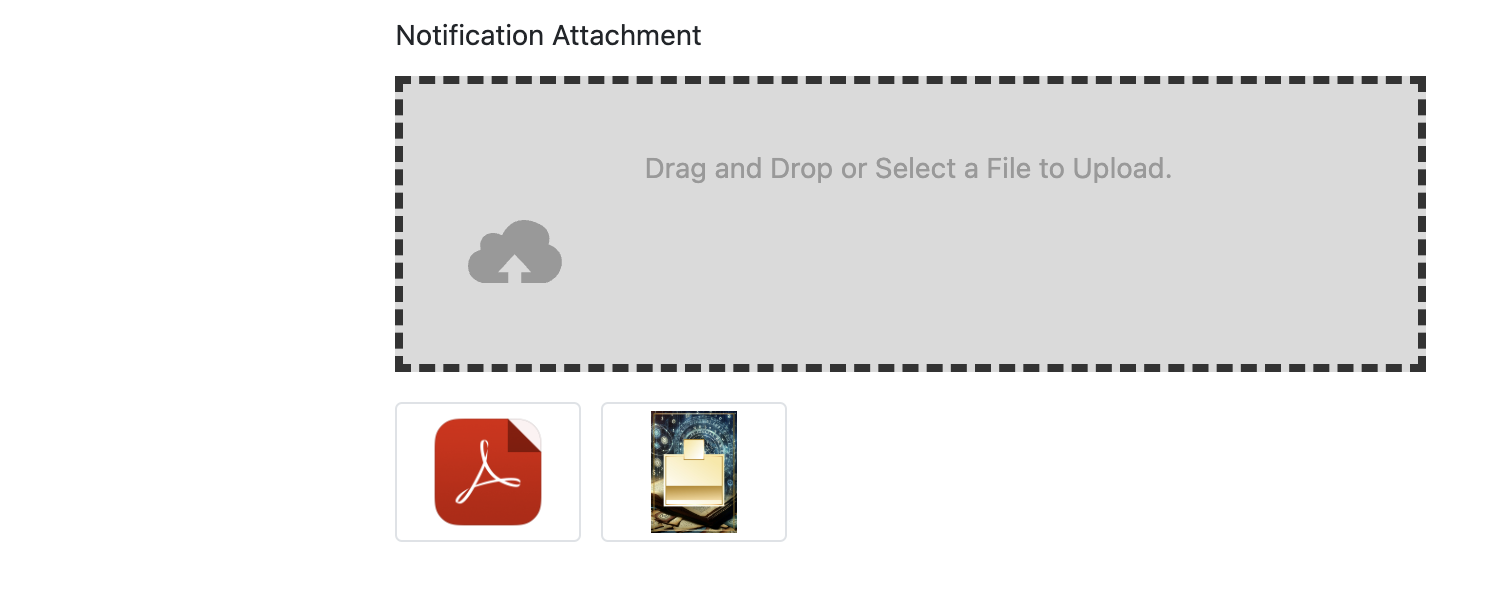 Notification Attachment
Drag and Drop or Select a File to Upload.